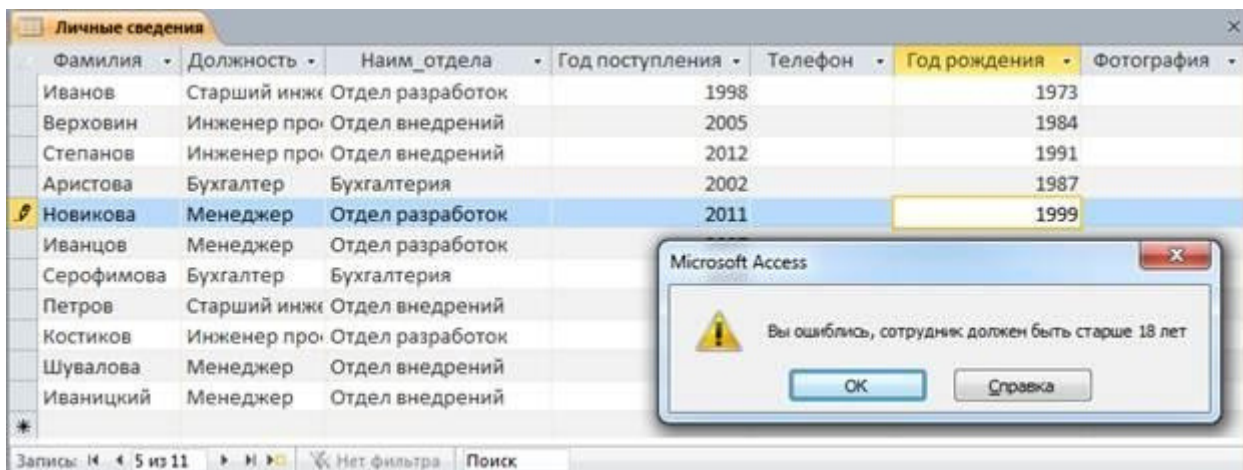 Личные сведения
Фамилия Должность Наим_отдела Год поступления Телефон Год рождения Фотография
Иванов Старший инже Отдел разработок 1998 1973
Верховин Инженер про Отдел внедрений 2005 1984
Степанов Инженер про Отдел внедрений 2012 1991
Аристова Бухгалтер Бухгалтерия 2002 1987
Новикова Менеджер Отдел разработок 2011 1999
Иванцов Менеджер Отдел разработок
Серофимова Бухгалтер Бухгалтерия
Петров Старший инже Отдел внедрений
Костиков Инженер про Отдел разработок
Шувалова Менеджер Отдел внедрений
Иваницкий Менеджер Отдел внедрений
Microsoft Access
Вы ошиблись, сотрудник должен быть старше 18 лет
ОК Справка
Записи: 5 из 11 Нет фильтра Поиск